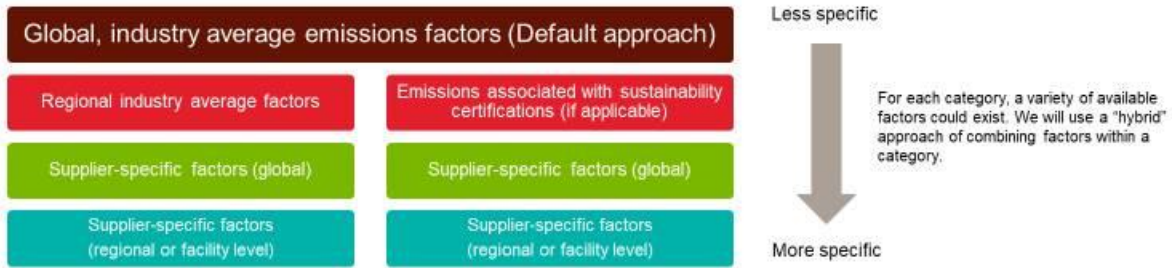 Global, industry average emissions factors (Default approach)
Regional industry average factors
Emissions associated with sustainability
certifications (if applicable)
Supplier-specific factors (global)
Supplier-specific factors (global)
Supplier-specific factors
(regional or facility level)
Supplier-specific factors
(regional or facility level)
Less specific
For each category, a variety of available
factors could exist. We will use a "hybrid"
approach of combining factors within a
category.
More specific